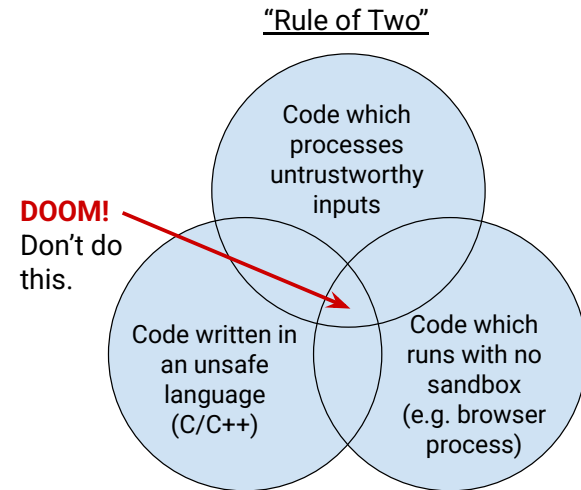 “Rule of Two”
Code which
processes
untrustworthy
inputs
DOOM!
Don’t do
this.
Code written in
an unsafe
language
(C/C++)
Code which
runs with no
sandbox
(e.g. browser
process)